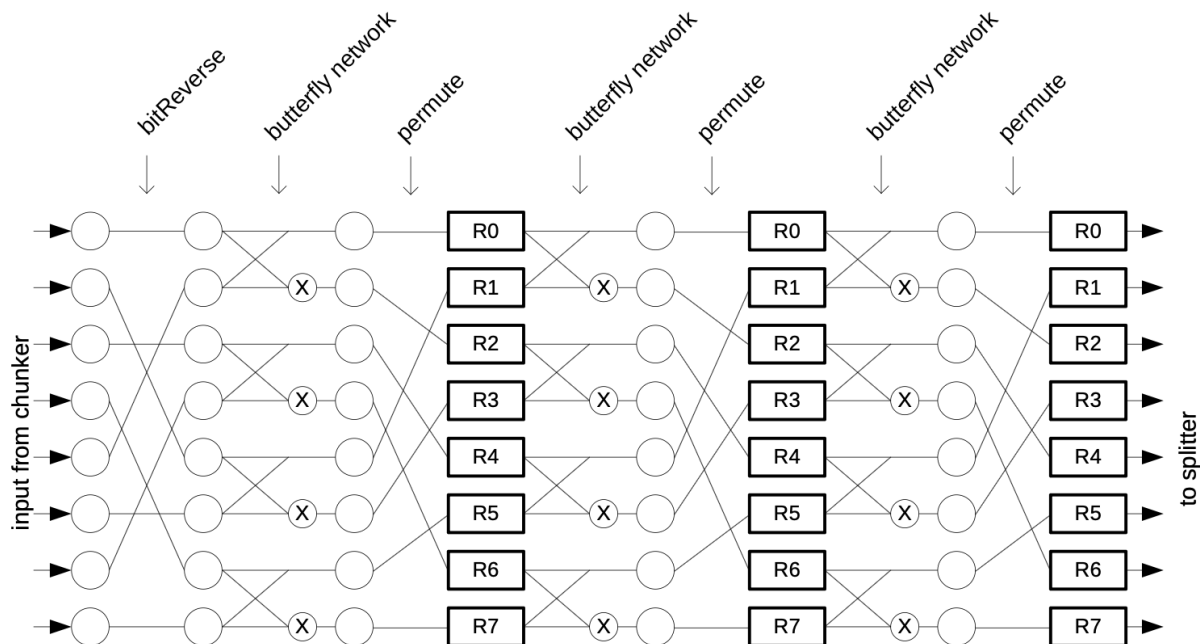 bitReverse
butterfly network
permute
butterfly network
permute
butterfly network
permute
input from chunker
R0 R0 R0
X X X
R1 R1 R1
R2 R2 R2
X X X
R3 R3 R3
R4 R4 R4
X X X
R5 R5 R5
R6 R6 R6
X X X
R7 R7 R7
to splitter